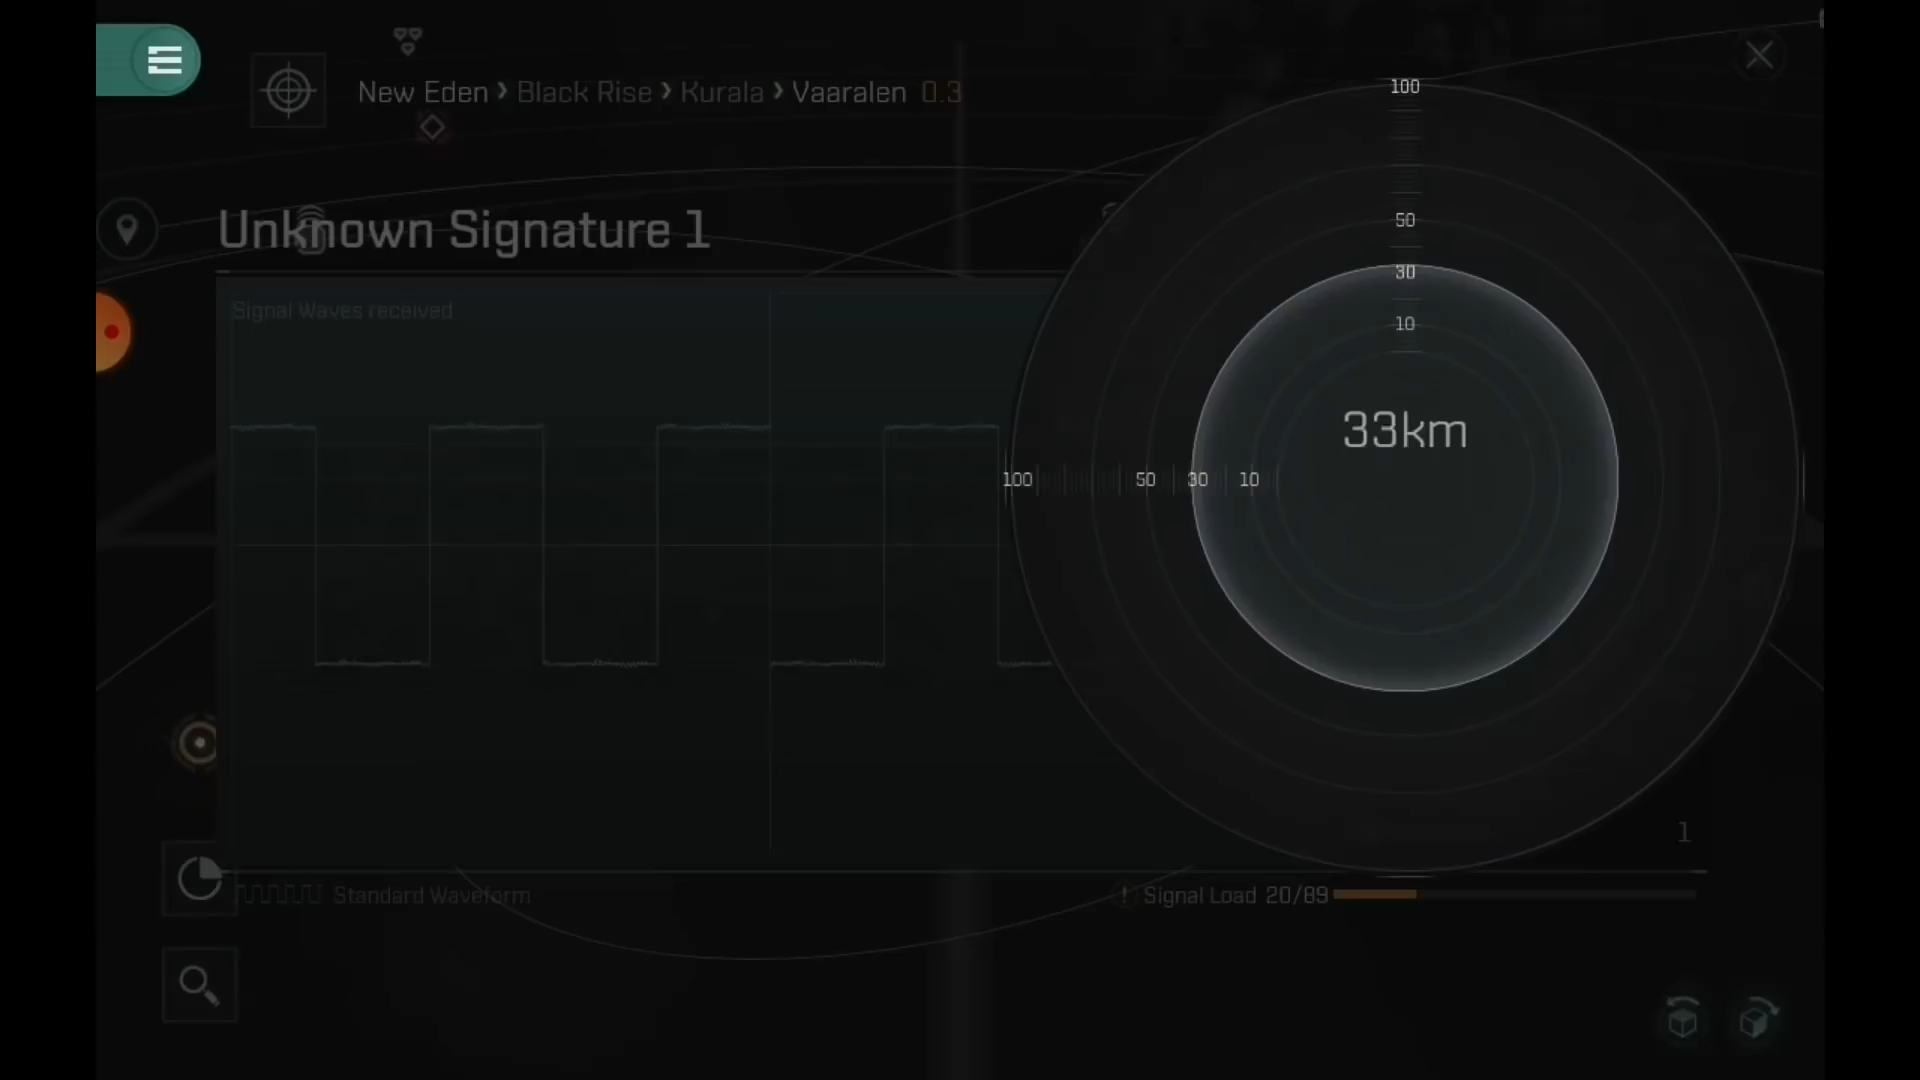 New Eden › Black Rise › Kurala › Vaaralen 0.3
Unknown Signature 1
Signal Waves received
100
50
30
10
33km
100 50 30 10
1
Standard Waveform
! Signal Load 20/89